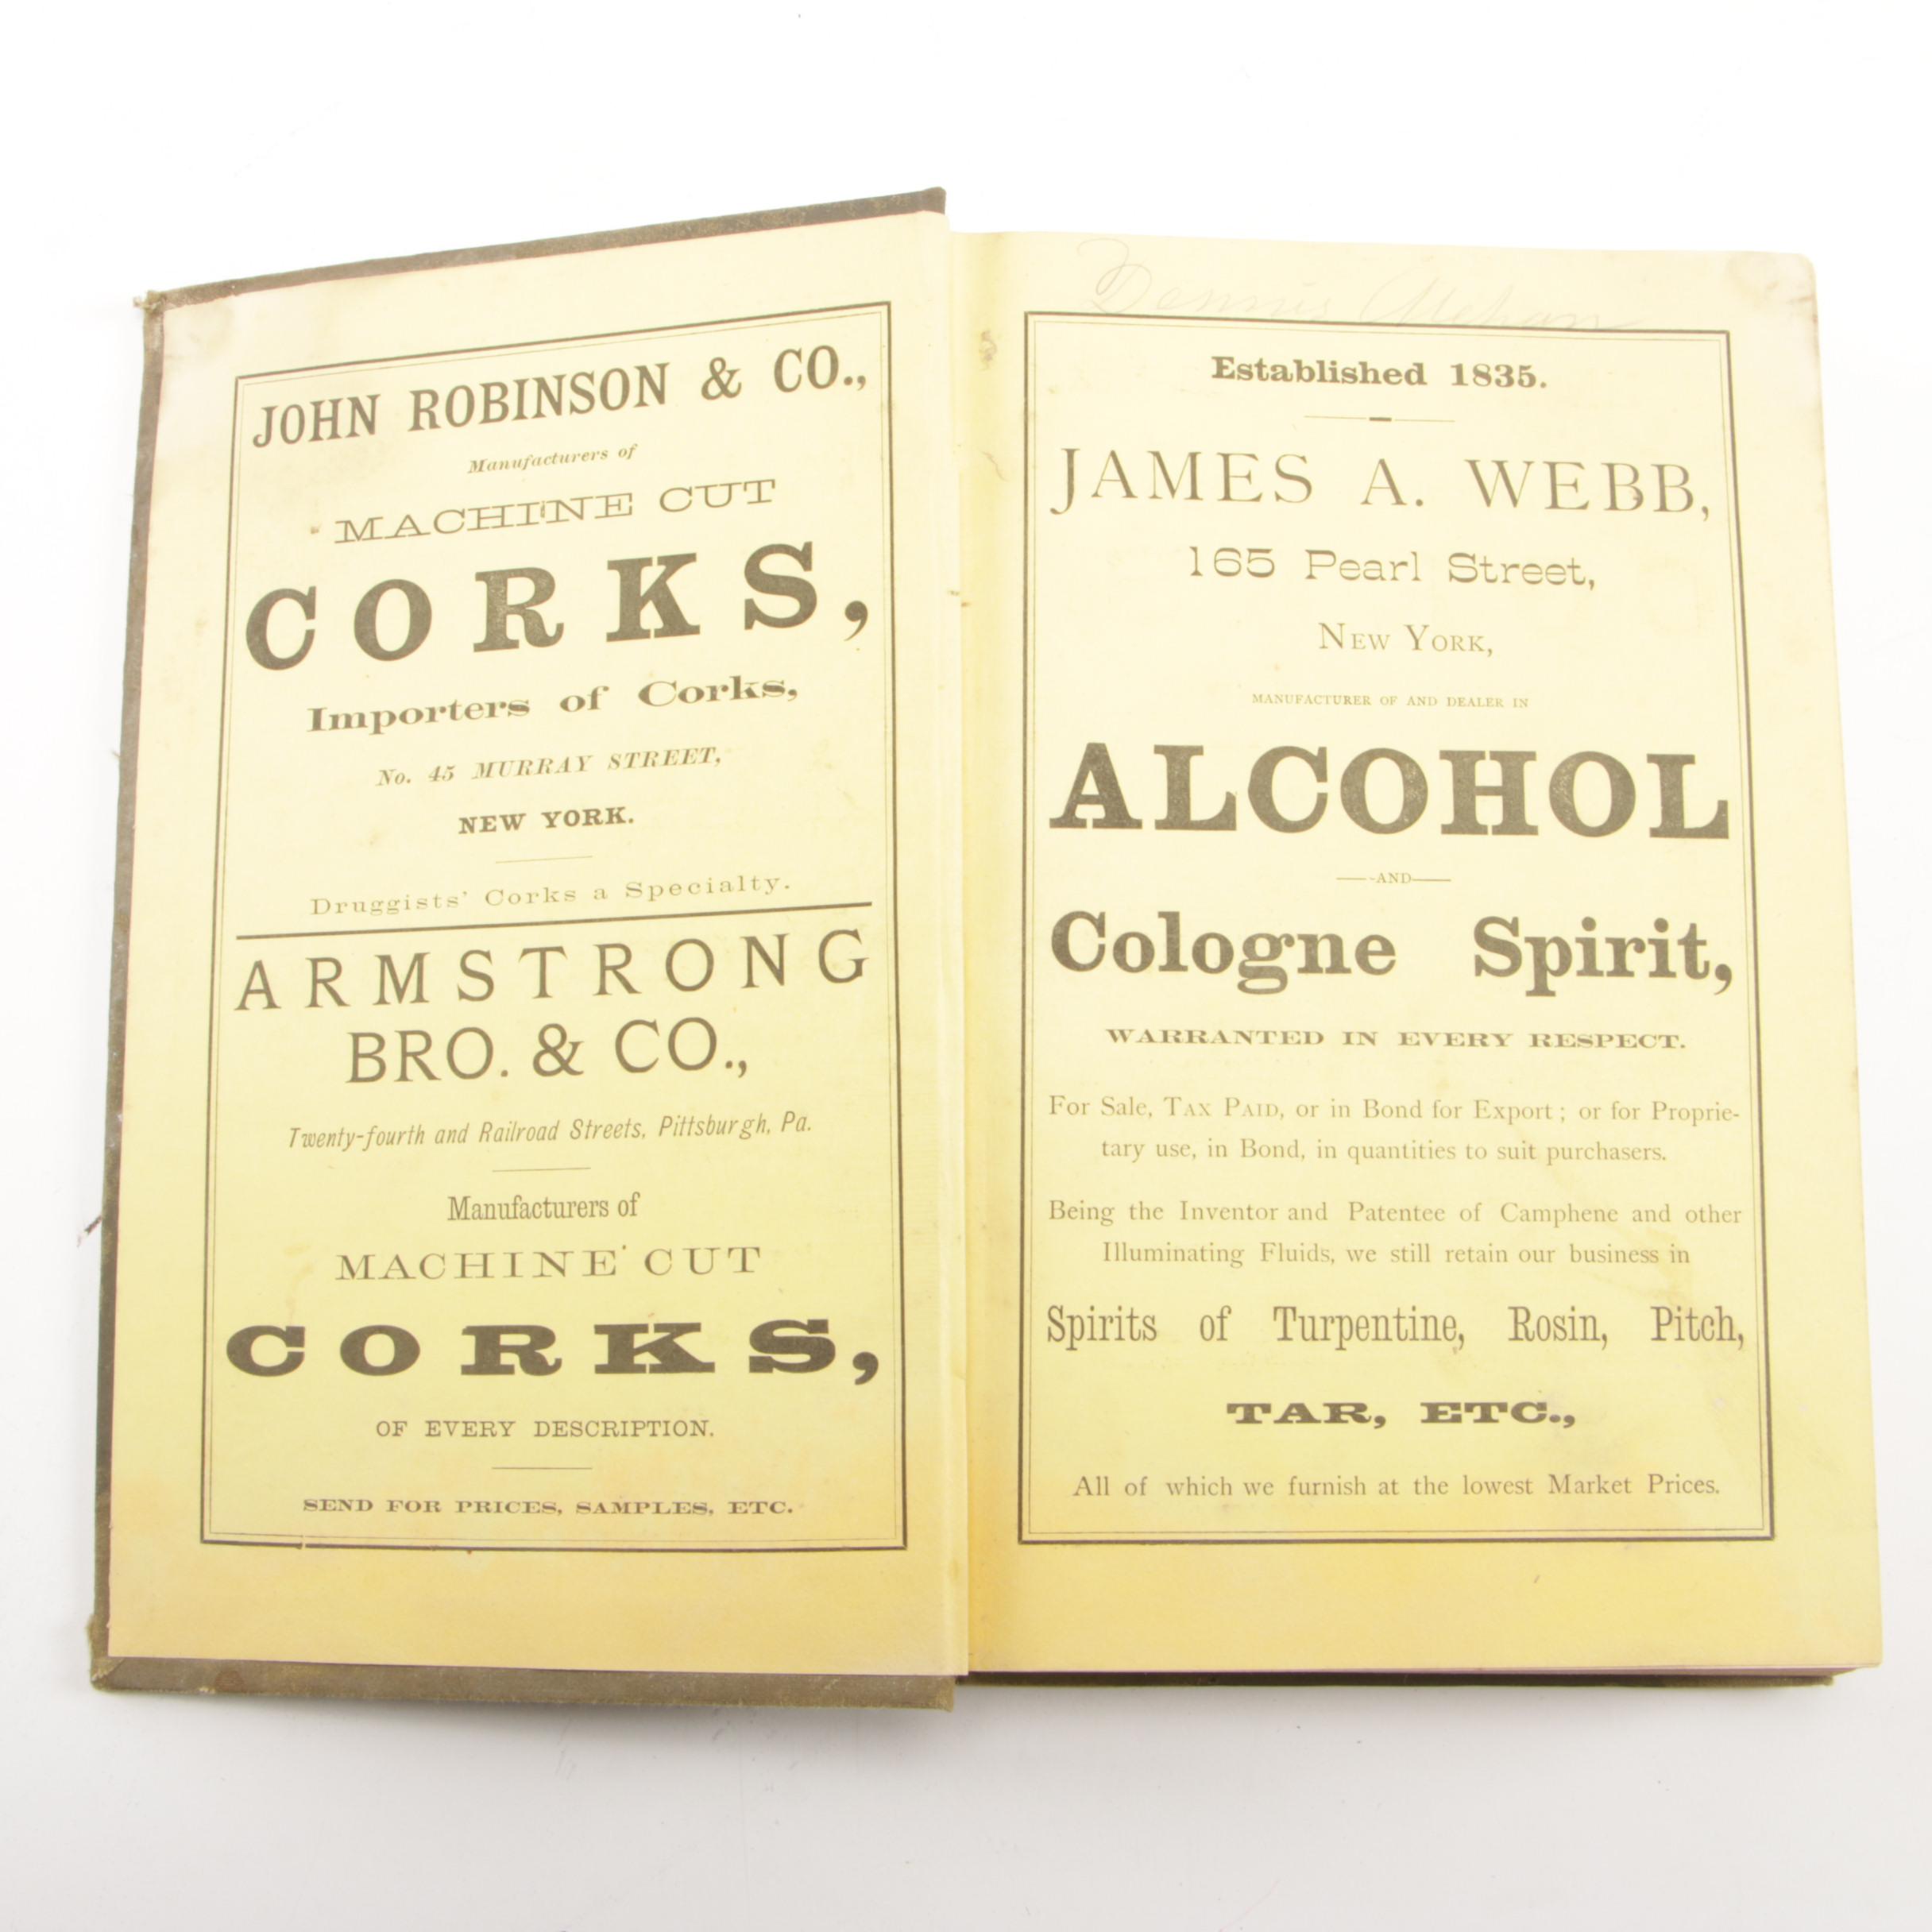 JOHN ROBINSON & CO.,
Manufacturers of
MACHINE CUT
CORKS,
Importers of Corks,
No. 45 MURRAY STREET,
NEW YORK.
Druggists' Corks a Specialty.
ARMSTRONG
BRO. & CO.,
Twenty-fourth and Railroad Streets, Pittsburgh, Pa.
Manufacturers of
MACHINE CUT
CORKS,
OF EVERY DESCRIPTION.
SEND FOR PRICES, SAMPLES, ETC.
Dennis
Established 1835.
JAMES A. WEBB,
165 Pearl Street,
NEW YORK,
MANUFACTURER OF AND DEALER IN
ALCOHOL
—AND—
Cologne Spirit,
WARRANTED IN EVERY RESPECT.
For Sale, TAX PAID, or in Bond for Export; or for Proprie-
tary use, in Bond, in quantities to suit purchasers.
Being the Inventor and Patentee of Camphene and other
Illuminating Fluids, we still retain our business in
Spirits of Turpentine, Rosin, Pitch,
TAR, ETC.,
All of which we furnish at the lowest Market Prices.